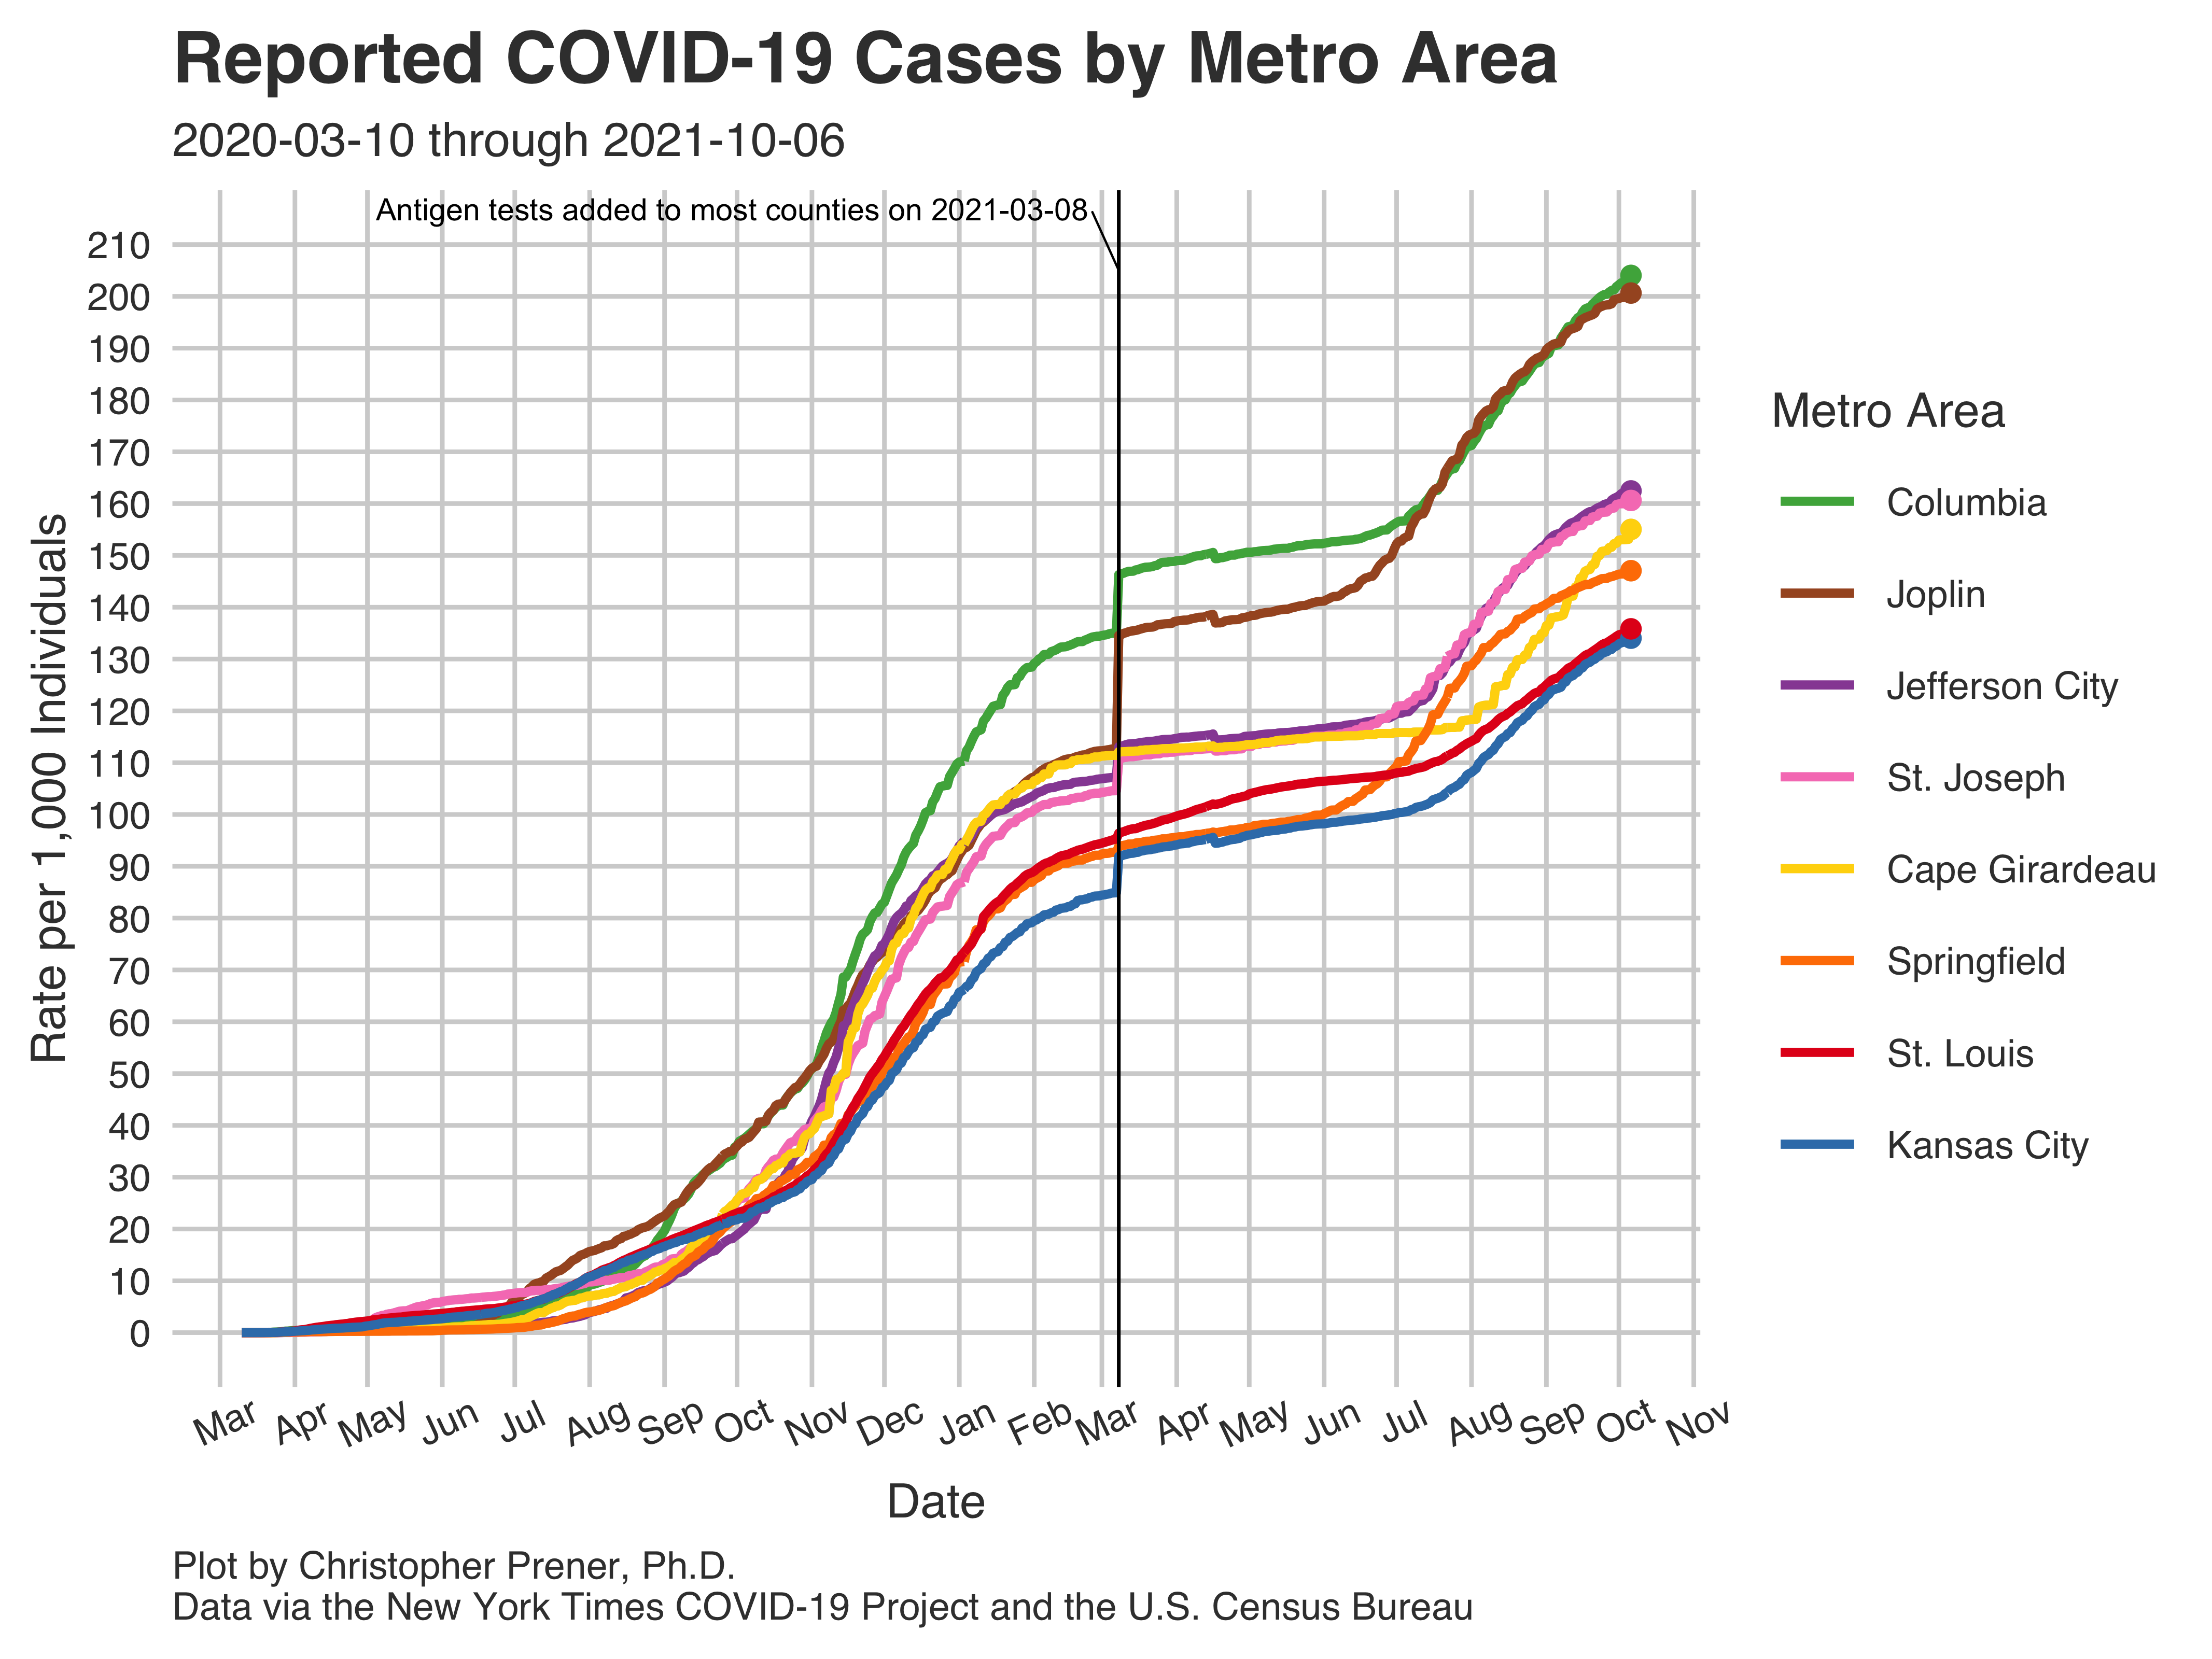 Reported COVID-19 Cases by Metro Area
2020-03-10 through 2021-10-06
Antigen tests added to most counties on 2021-03-08
210
200
190
180
170
160
150
140
130
120
110
100
90
80
70
60
50
40
30
20
10
0
Rate per 1,000 Individuals
Mar Apr May Jun Jul Aug Sep Oct Nov Dec Jan Feb Mar Apr May Jun Jul Aug Sep Oct Nov
Date
Metro Area
Columbia
Joplin
Jefferson City
St. Joseph
Cape Girardeau
Springfield
St. Louis
Kansas City
Plot by Christopher Prener, Ph.D.
Data via the New York Times COVID-19 Project and the U.S. Census Bureau